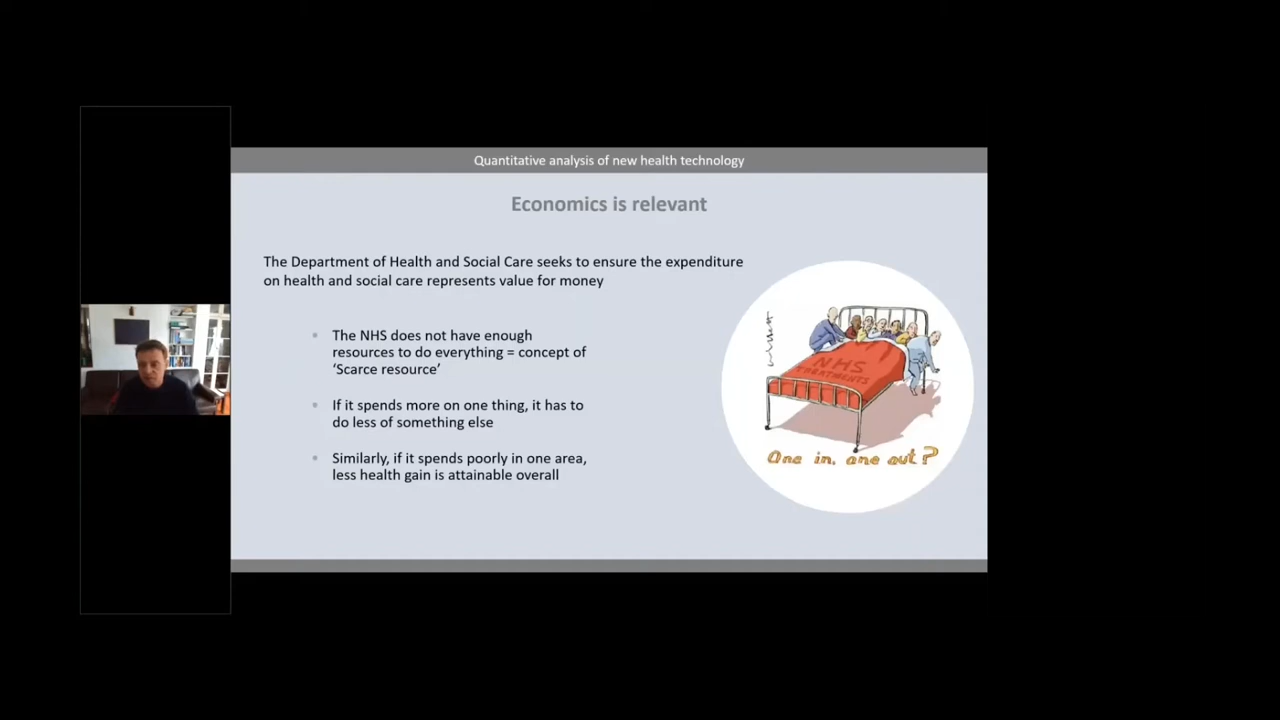 Quantitative analysis of new health technology
Economics is relevant
The Department of Health and Social Care seeks to ensure the expenditure
on health and social care represents value for money
The NHS does not have enough
resources to do everything = concept of
‘Scarce resource’
If it spends more on one thing, it has to
do less of something else
Similarly, if it spends poorly in one area,
less health gain is attainable overall
NHS
TREATMENTS
One in, one out?